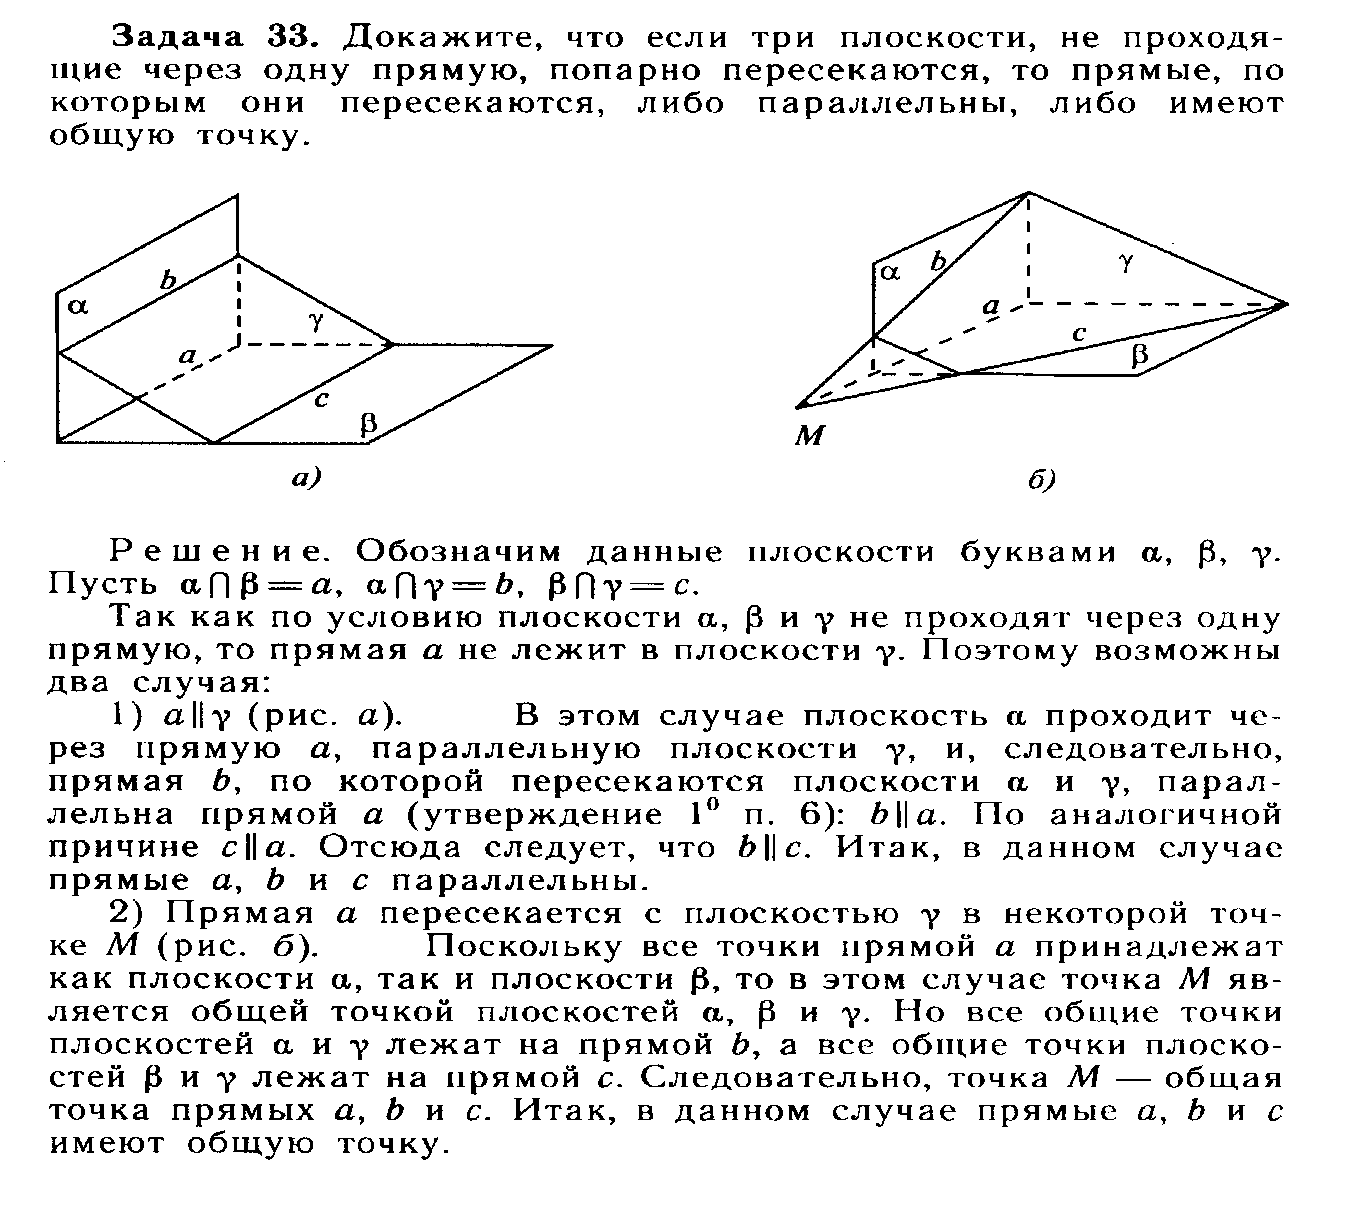 Задача 33. Докажите, что если три плоскости, не проходя-
щие через одну прямую, попарно пересекаются, то прямые, по
которым они пересекаются, либо параллельны, либо имеют
общую точку.
α b a γ c β
α b a γ c β
M
а) б)
Решение. Обозначим данные плоскости буквами α, β, γ.
Пусть α⋂β=a, α⋂γ=b, β⋂γ=c.
Так как по условию плоскости α, β и γ не проходят через одну
прямую, то прямая a не лежит в плоскости γ. Поэтому возможны
два случая:
1) a||γ (рис. а). В этом случае плоскость α проходит че-
рез прямую a, параллельную плоскости γ, и, следовательно,
прямая b, по которой пересекаются плоскости α и γ, парал-
лельна прямой a (утверждение 1⁰ п. 6): b||a. По аналогичной
причине c||a. Отсюда следует, что b||c. Итак, в данном случае
прямые a, b и c параллельны.
2) Прямая a пересекается с плоскостью γ в некоторой точ-
ке M (рис. б). Поскольку все точки прямой a принадлежат
как плоскости α, так и плоскости β, то в этом случае точка M яв-
ляется общей точкой плоскостей α, β и γ. Но все общие точки
плоскостей α и γ лежат на прямой b, а все общие точки плоско-
стей β и γ лежат на прямой c. Следовательно, точка M — общая
точка прямых a, b и c. Итак, в данном случае прямые a, b и c
имеют общую точку.